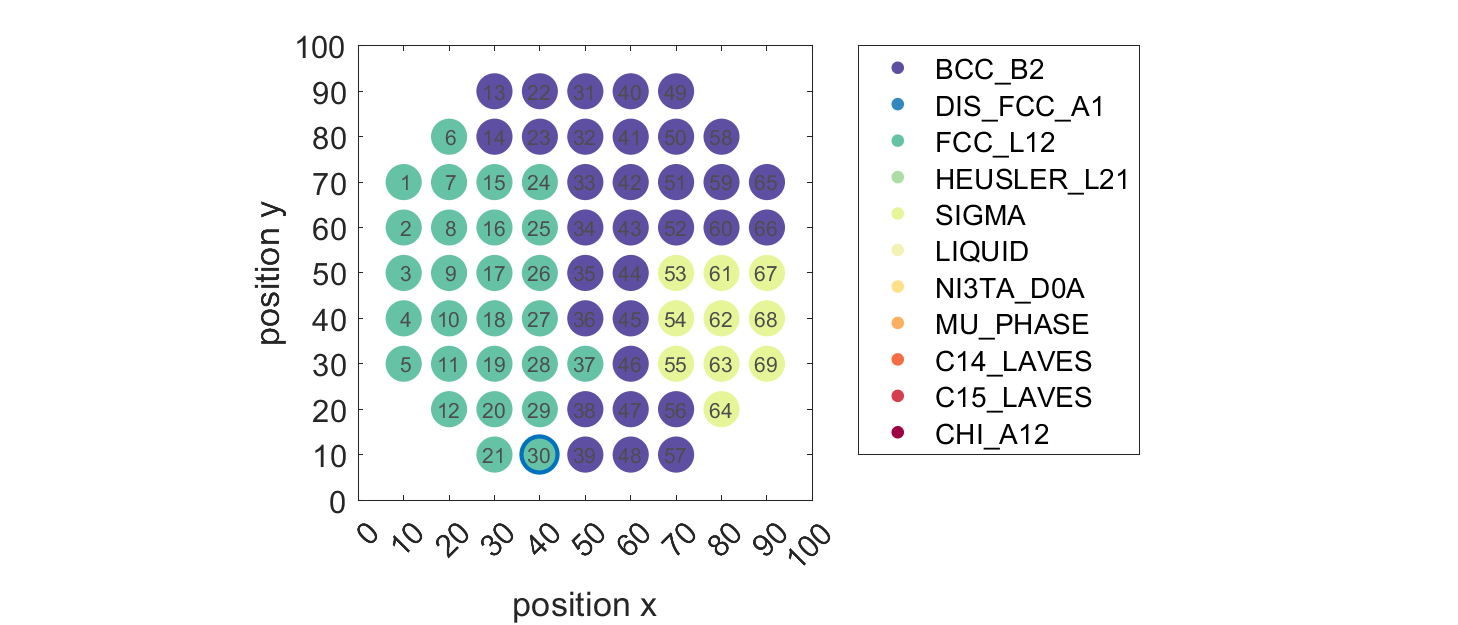 100
90
80
70
60
50
40
30
20
10
0
position y
13 22 31 40 49
6 14 23 32 41 50 58
1 7 15 24 33 42 51 59 65
2 8 16 25 34 43 52 60 66
3 9 17 26 35 44 53 61 67
4 10 18 27 36 45 54 62 68
5 11 19 28 37 46 55 63 69
12 20 29 38 47 56 64
21 30 39 48 57
0 10 20 30 40 50 60 70 80 90 100
position x
BCC_B2
DIS_FCC_A1
FCC_L12
HEUSLER_L21
SIGMA
LIQUID
NI3TA_D0A
MU_PHASE
C14_LAVES
C15_LAVES
CHI_A12